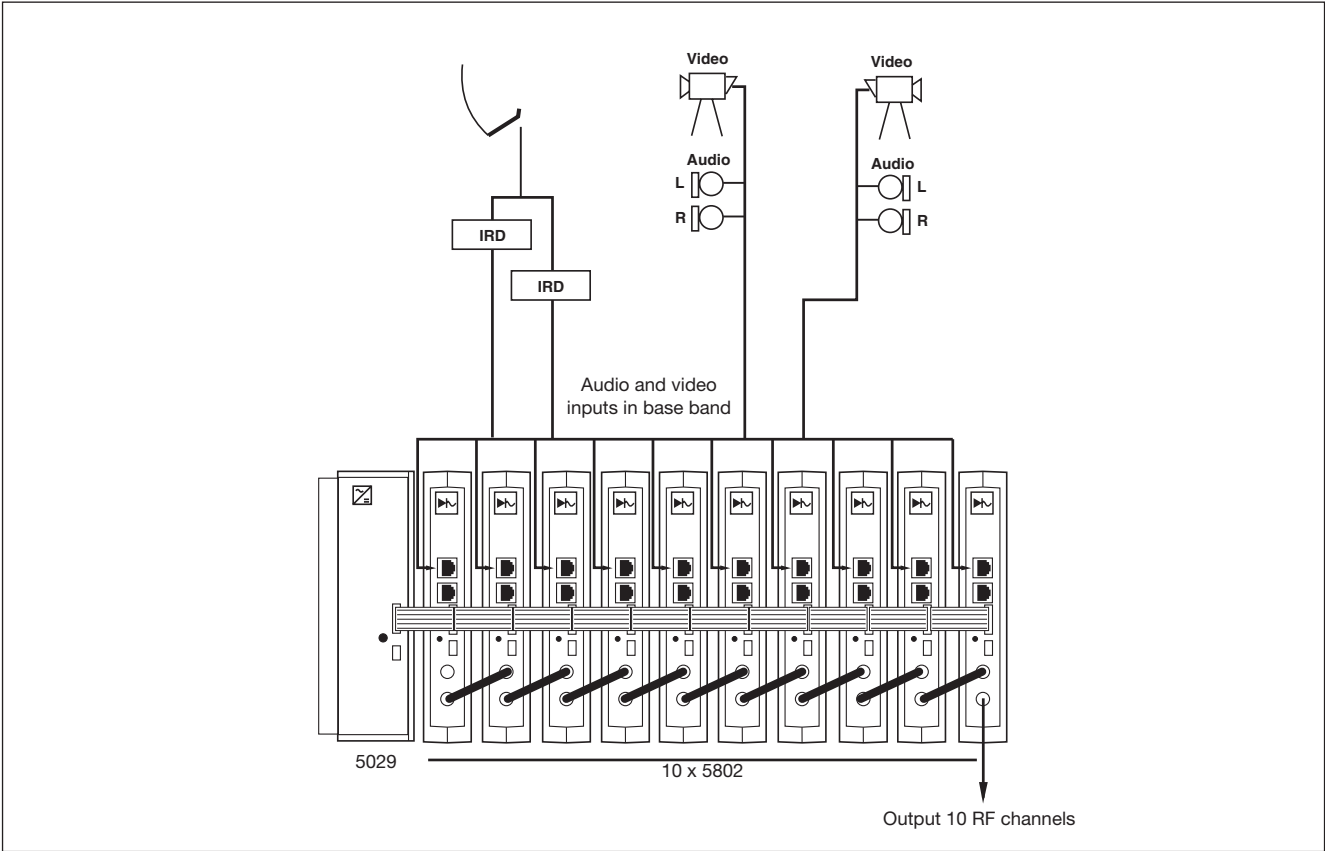 Video
Video
Audio
L
R
Audio
L
R
IRD
IRD
Audio and video
inputs in base band
5029
10 x 5802
Output 10 RF channels